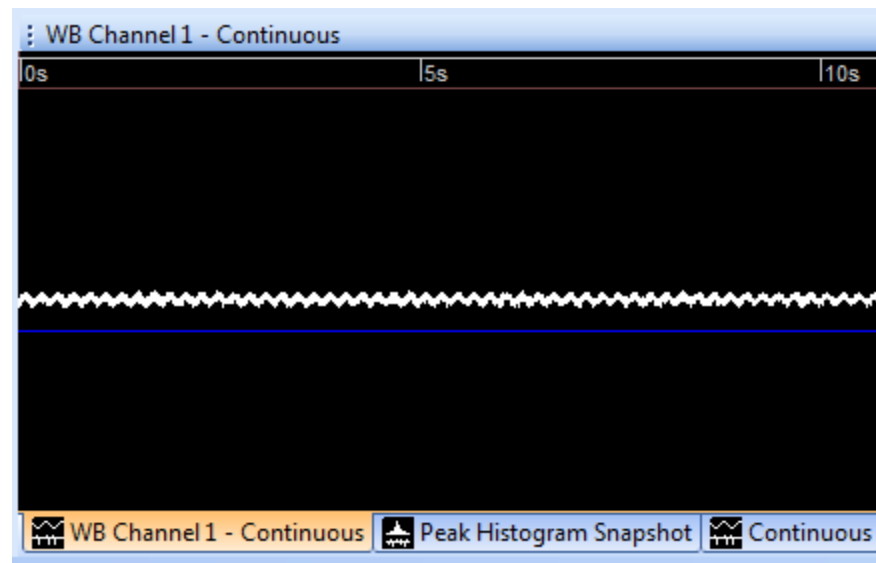 WB Channel 1 - Continuous
0s 5s 10s
WB Channel 1 - Continuous Peak Histogram Snapshot Continuous